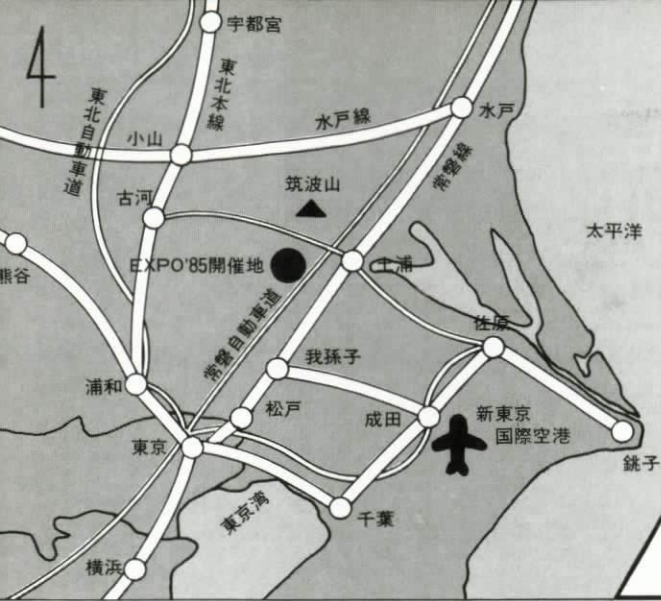 4
宇都宮
東北本線
東北自動車道
水戸線
水戸
小山
常磐線
筑波山
古河
太平洋
熊谷
EXPO'85開催地
土浦
常磐自動車道
佐原
我孫子
浦和
松戸
成田
新東京
国際空港
東京
銚子
東京湾
千葉
横浜